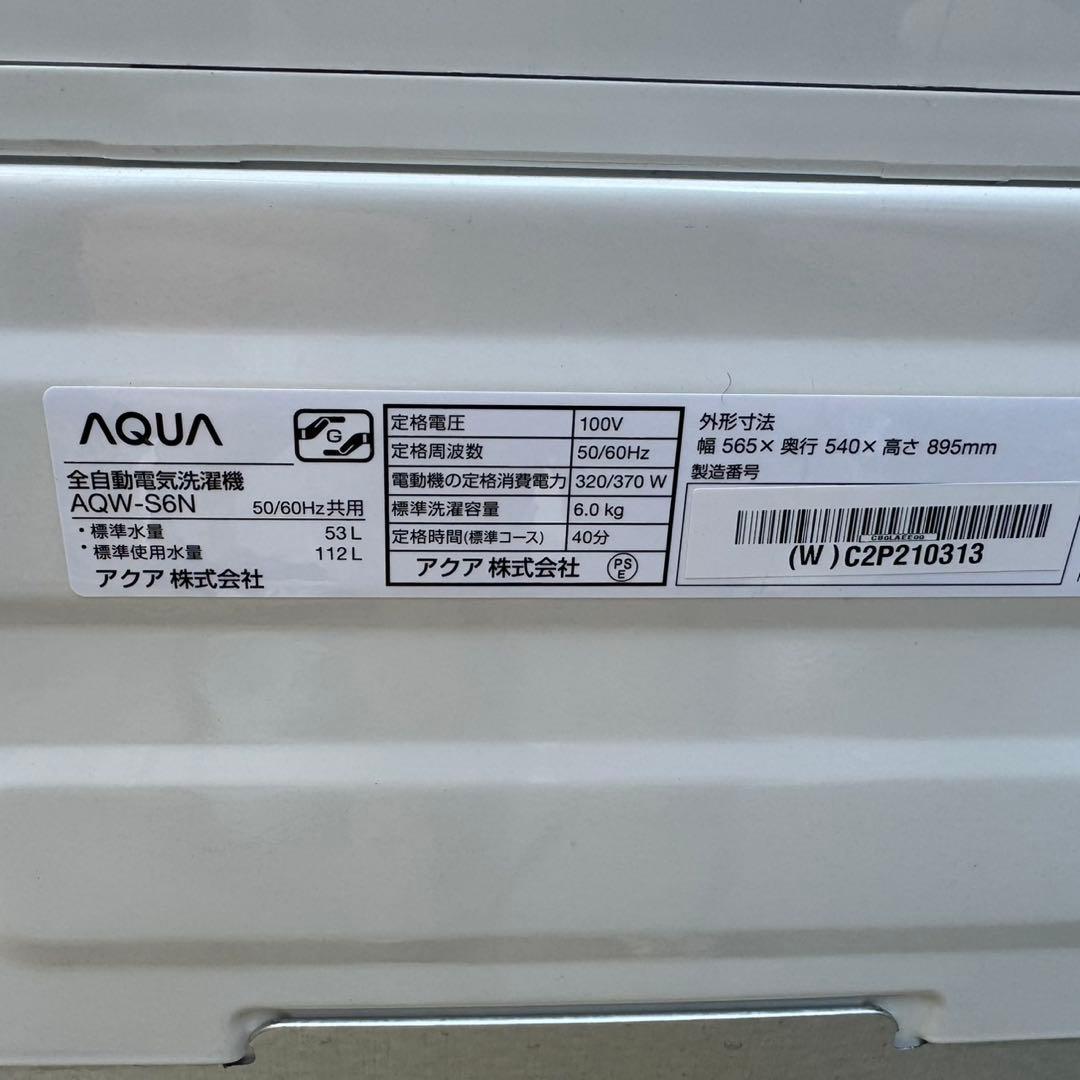 AQUA
G
全自動電気洗濯機
AQW-S6N 50/60Hz共用
・標準水量 53L
・標準使用水量 112L
アクア 株式会社
定格電圧 100V
定格周波数 50/60Hz
電動機の定格消費電力 320/370 W
標準洗濯容量 6.0 kg
定格時間(標準コース) 40分
アクア 株式会社 PSE
外形寸法
幅 565× 奥行 540× 高さ 895mm
製造番号
(W)C2P210313